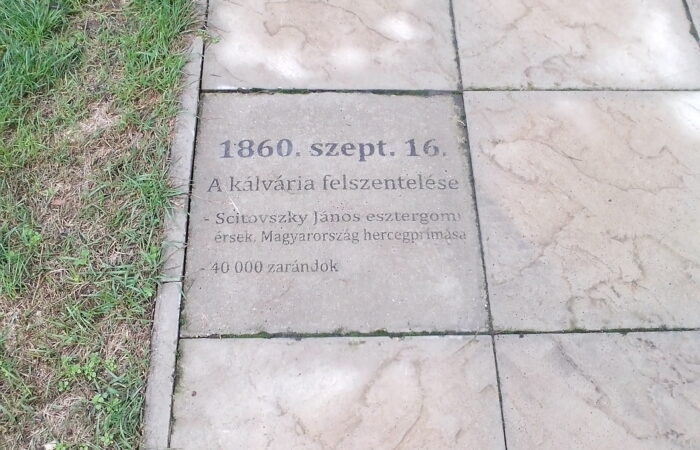 1860. szept. 16.
A kálvária felszentelése
- Scitovszky János esztergomi
érsek, Magyarország hercegprímása
- 40 000 zarándok